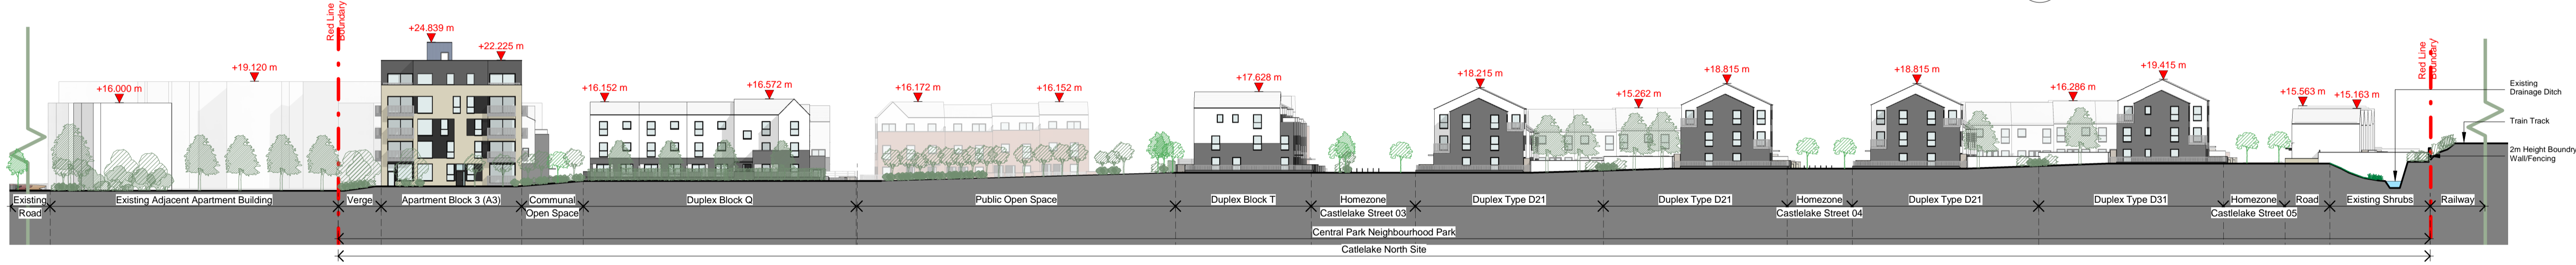 Red Line
Boundary
+24.839 m
+22.225 m
+19.120 m
+16.000 m
+16.152 m
+16.572 m
+16.172 m
+16.152 m
+17.628 m
+18.215 m
+15.262 m
+18.815 m
+18.815 m
+16.286 m
+19.415 m
+15.563 m
+15.163 m
Red Line
Boundary
Existing
Drainage Ditch
Train Track
2m Height Boundy
Wall/Fencing
Existing
Road
Existing Adjacent Apartment Building
Verge
Apartment Block 3 (A3)
Communal
Open Space
Duplex Block Q
Public Open Space
Duplex Block T
Homezone
Castlelake Street 03
Duplex Type D21
Duplex Type D21
Homezone
Castlelake Street 04
Duplex Type D21
Duplex Type D31
Homezone
Castlelake Street 05
Road
Existing Shrubs
Railway
Central Park Neighbourhood Park
Catlelake North Site